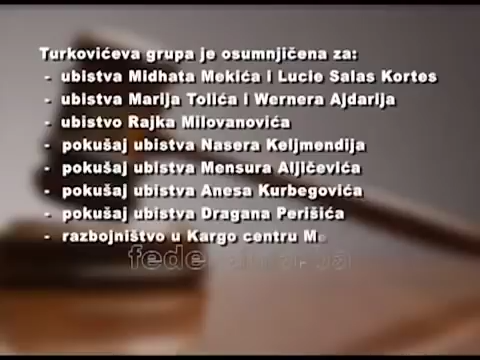 Turkovićeva grupa je osumnjičena za:
- ubistva Midhata Mekića i Lucie Salas Kortes
- ubistva Marija Tolića i Wernera Ajdarija
- ubistvo Rajka Milovanovića
- pokušaj ubistva Nasera Keljmendija
- pokušaj ubistva Mensura Aljičevića
- pokušaj ubistva Anesa Kurbegovića
- pokušaj ubistva Dragana Perišića
- razbojništvo u Kargo centru